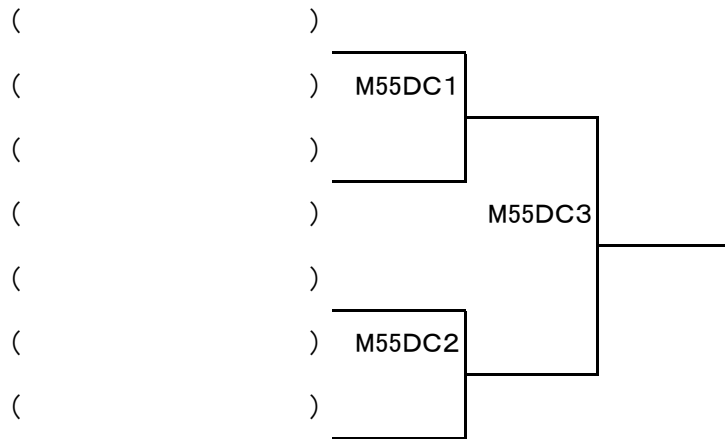 (                    )
(                    ) M55DC1
(                    )
(                    ) M55DC3
(                    )
(                    ) M55DC2
(                    )